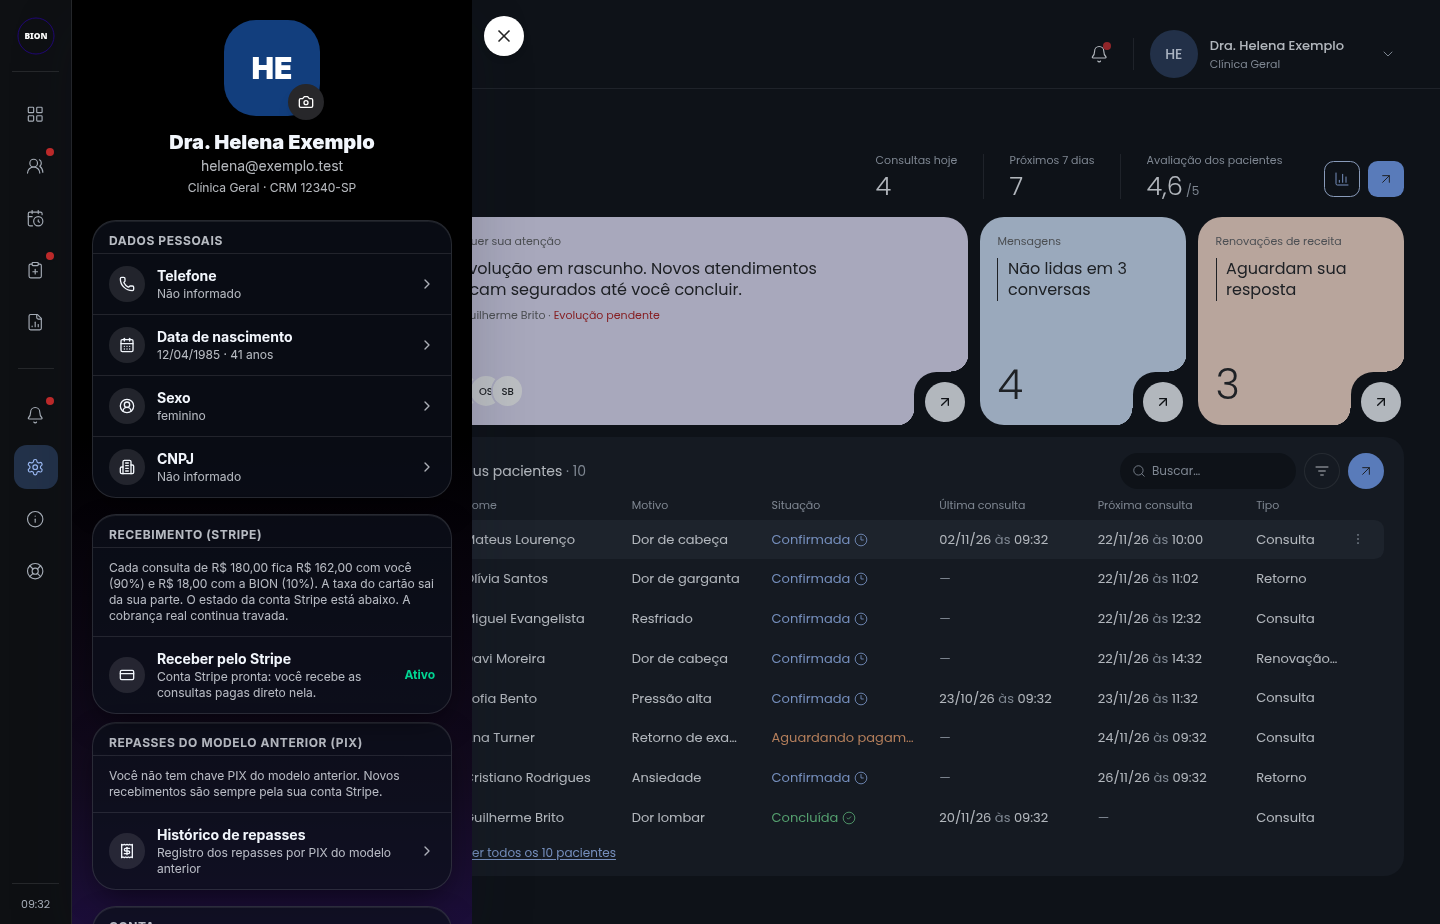 BION
HE
Dra. Helena Exemplo
helena@exemplo.test
Clínica Geral · CRM 12340-SP
DADOS PESSOAIS
Telefone
Não informado
Data de nascimento
12/04/1985 · 41 anos
Sexo
feminino
CNPJ
Não informado
RECEBIMENTO (STRIPE)
Cada consulta de R$ 180,00 fica R$ 162,00 com você
(90%) e R$ 18,00 com a BION (10%). A taxa do cartão sai
da sua parte. O estado da conta Stripe está abaixo. A
cobrança real continua travada.
Receber pelo Stripe
Conta Stripe pronta: você recebe as
consultas pagas direto nela.
Ativo
REPASSES DO MODELO ANTERIOR (PIX)
Você não tem chave PIX do modelo anterior. Novos
recebimentos são sempre pela sua conta Stripe.
Histórico de repasses
Registro dos repasses por PIX do modelo
anterior
09:32
HE
Dra. Helena Exemplo
Clínica Geral
Consultas hoje
4
Próximos 7 dias
7
Avaliação dos pacientes
4,6 /5
uer sua atenção
volução em rascunho. Novos atendimentos
cam segurados até você concluir.
uilherme Brito · Evolução pendente
OS SB
Mensagens
Não lidas em 3
conversas
4
Renovações de receita
Aguardam sua
resposta
3
us pacientes · 10
Buscar...
ome Motivo Situação Última consulta Próxima consulta Tipo
Mateus Lourenço Dor de cabeça Confirmada 02/11/26 às 09:32 22/11/26 às 10:00 Consulta
Olívia Santos Dor de garganta Confirmada — 22/11/26 às 11:02 Retorno
Miguel Evangelista Resfriado Confirmada — 22/11/26 às 12:32 Consulta
Davi Moreira Dor de cabeça Confirmada — 22/11/26 às 14:32 Renovação...
ofia Bento Pressão alta Confirmada 23/10/26 às 09:32 23/11/26 às 11:32 Consulta
na Turner Retorno de exa... Aguardando pagam... — 24/11/26 às 09:32 Consulta
Cristiano Rodrigues Ansiedade Confirmada — 26/11/26 às 09:32 Retorno
Guilherme Brito Dor lombar Concluída 20/11/26 às 09:32 — Consulta
er todos os 10 pacientes